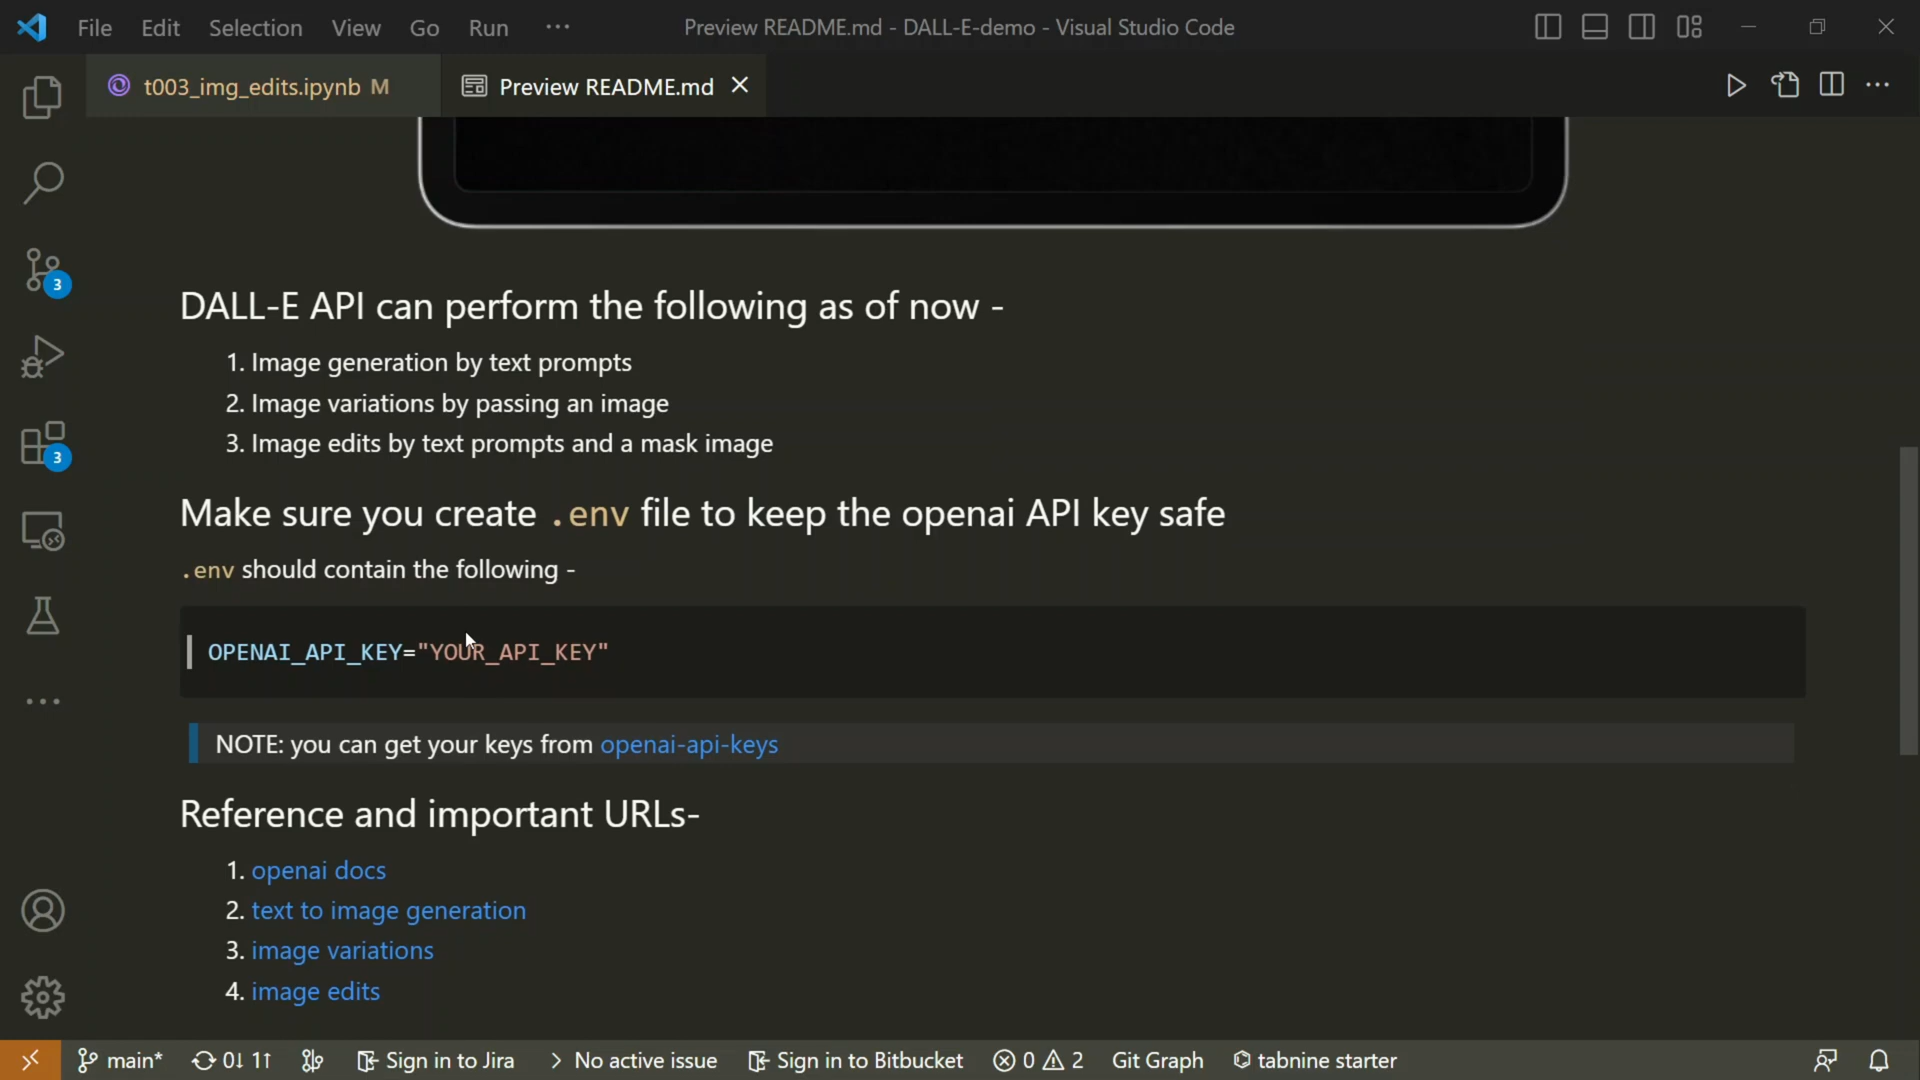 File Edit Selection View Go Run ··· Preview README.md - DALL-E-demo - Visual Studio Code
t003_img_edits.ipynb M Preview README.md
DALL-E API can perform the following as of now -
1. Image generation by text prompts
2. Image variations by passing an image
3. Image edits by text prompts and a mask image
3
Make sure you create .env file to keep the openai API key safe
3
.env should contain the following -
OPENAI_API_KEY="YOUR_API_KEY"
NOTE: you can get your keys from openai-api-keys
Reference and important URLs-
1. openai docs
2. text to image generation
3. image variations
4. image edits
main* 0↓ 1↑ Sign in to Jira > No active issue Sign in to Bitbucket 0 2 Git Graph tabnine starter